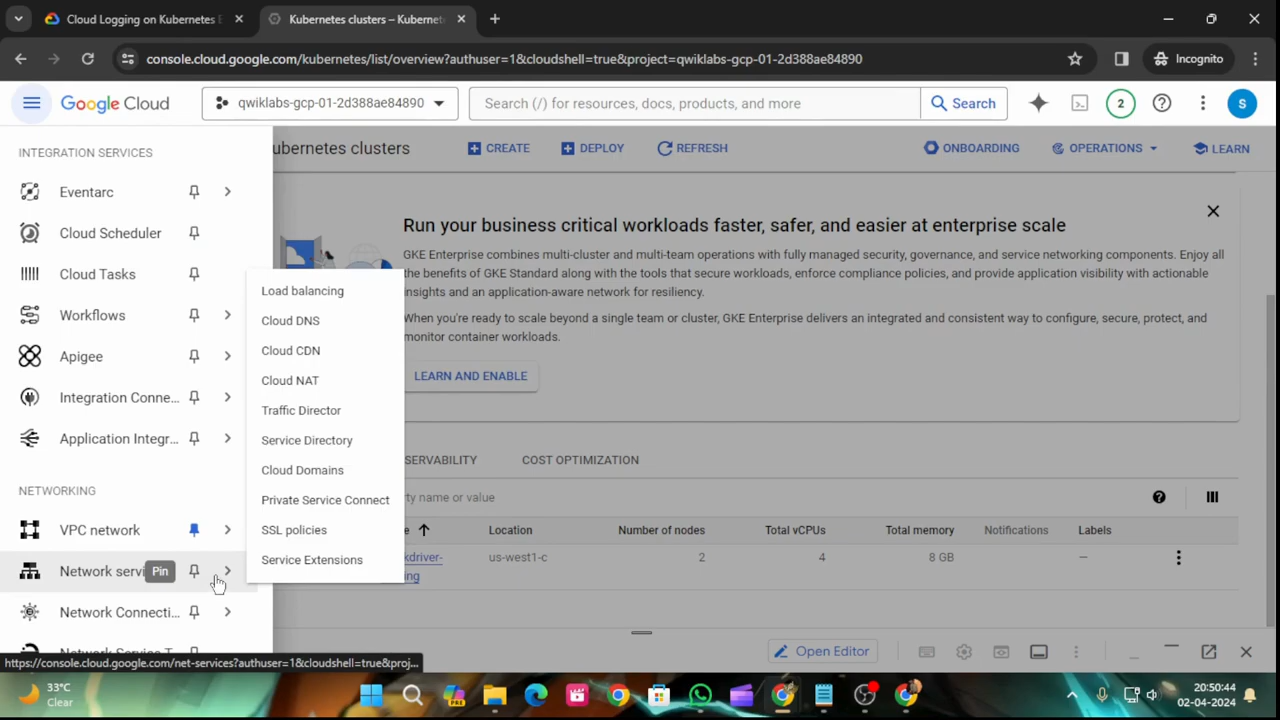 Cloud Logging on Kubernetes E
Kubernetes clusters – Kubernete
console.cloud.google.com/kubernetes/list/overview?authuser=1&cloudshell=true&project=qwiklabs-gcp-01-2d388ae84890
Incognito
Google Cloud
qwiklabs-gcp-01-2d388ae84890
Search (/) for resources, docs, products, and more
Search
2
S
INTEGRATION SERVICES
Eventarc
Cloud Scheduler
Cloud Tasks
Workflows
Apigee
Integration Conne...
Application Integr...
NETWORKING
VPC network
Network servi
Pin
Network Connecti...
Network Service T
Load balancing
Cloud DNS
Cloud CDN
Cloud NAT
Traffic Director
Service Directory
Cloud Domains
Private Service Connect
SSL policies
Service Extensions
ubernetes clusters
CREATE
DEPLOY
REFRESH
ONBOARDING
OPERATIONS
LEARN
Run your business critical workloads faster, safer, and easier at enterprise scale
GKE Enterprise combines multi-cluster and multi-team operations with fully managed security, governance, and service networking components. Enjoy all
the benefits of GKE Standard along with the tools that secure workloads, enforce compliance policies, and provide application visibility with actionable
insights and an application-aware network for resiliency.
When you're ready to scale beyond a single team or cluster, GKE Enterprise delivers an integrated and consistent way to configure, secure, protect, and
monitor container workloads.
LEARN AND ENABLE
SERVABILITY
COST OPTIMIZATION
rty name or value
e
Location
Number of nodes
Total vCPUs
Total memory
Notifications
Labels
kdriver-
ng
us-west1-c
2
4
8 GB
–
Open Editor
https://console.cloud.google.com/net-services?authuser=1&cloudshell=true&proj...
33°C
Clear
20:50:44
02-04-2024